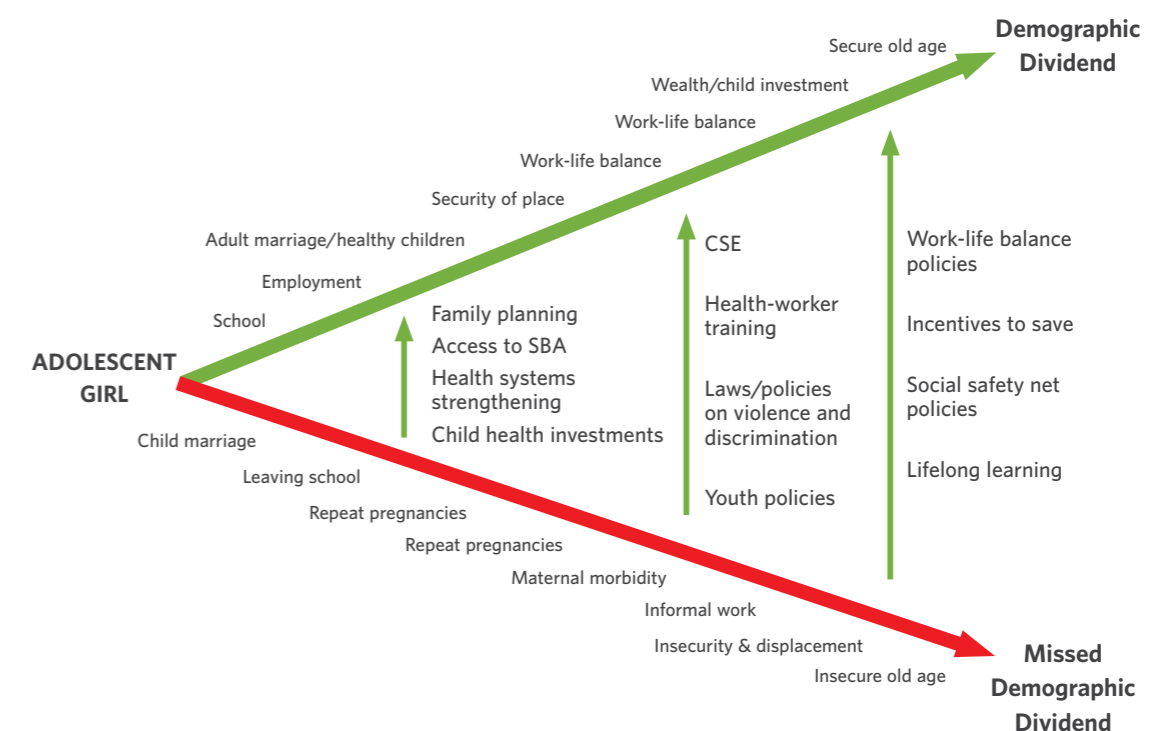 Demographic
Dividend
Secure old age
Wealth/child investment
Work-life balance
Work-life balance
Security of place
Adult marriage/healthy children
Employment
School
ADOLESCENT
GIRL
Family planning
Access to SBA
Health systems
strengthening
Child health investments
CSE
Health-worker
training
Laws/policies
on violence and
discrimination
Youth policies
Work-life balance
policies
Incentives to save
Social safety net
policies
Lifelong learning
Child marriage
Leaving school
Repeat pregnancies
Repeat pregnancies
Maternal morbidity
Informal work
Insecurity & displacement
Insecure old age
Missed
Demographic
Dividend